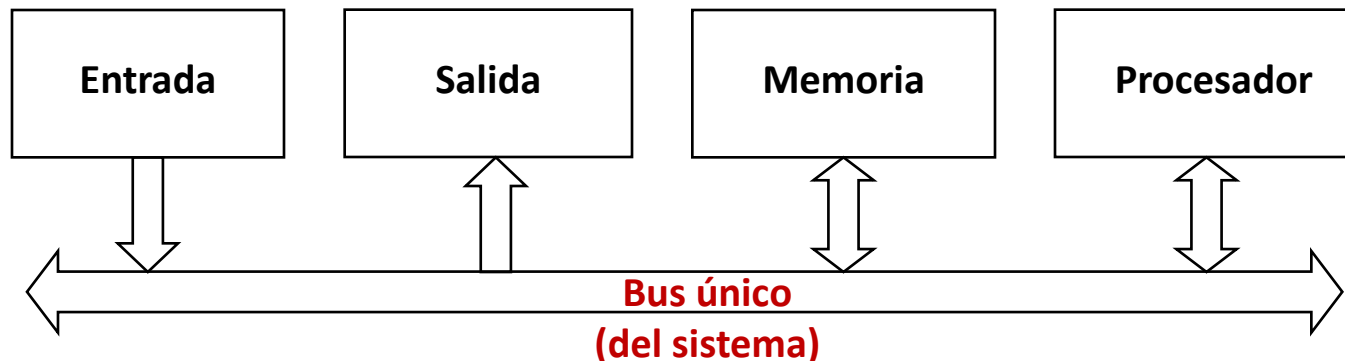 Entrada
Salida
Memoria
Procesador
Bus único
(del sistema)